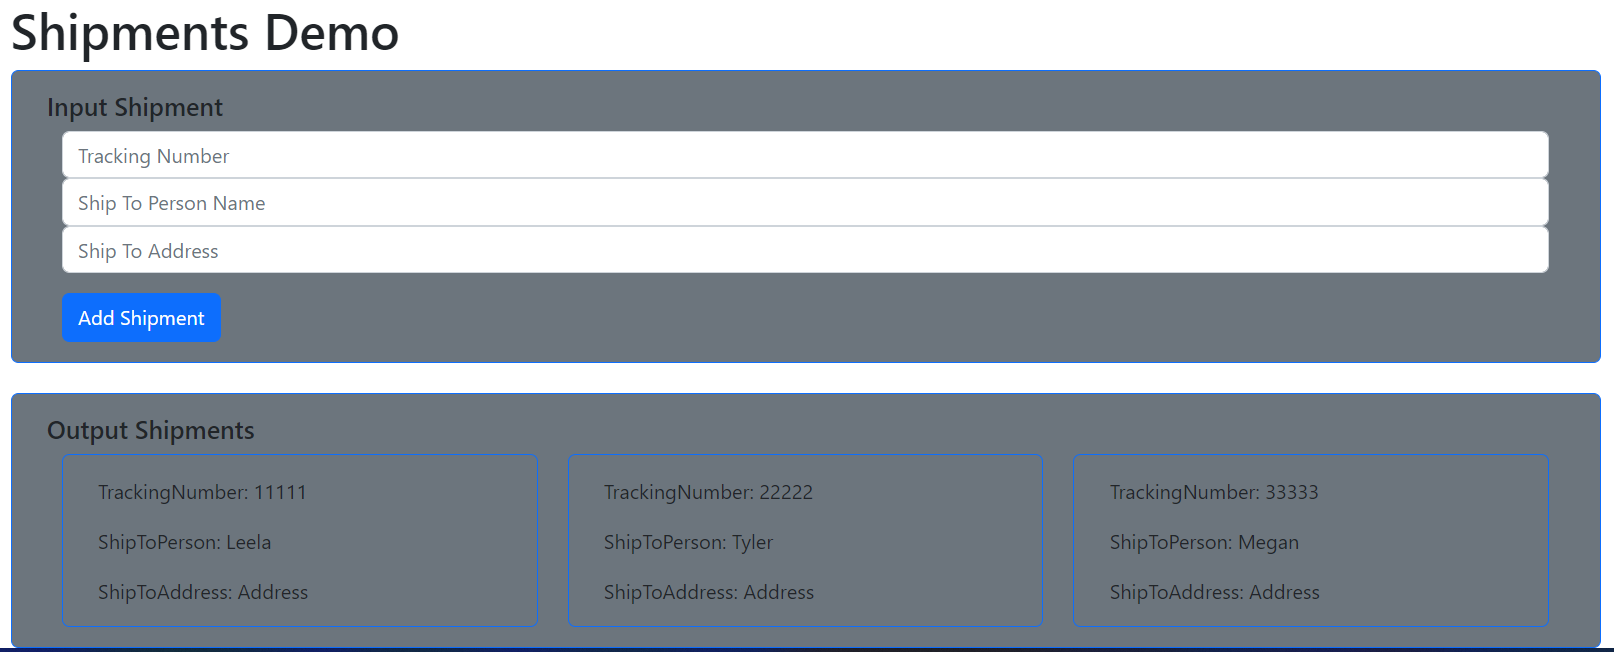 Shipments Demo
Input Shipment
Tracking Number
Ship To Person Name
Ship To Address
Add Shipment
Output Shipments
TrackingNumber: 11111
ShipToPerson: Leela
ShipToAddress: Address
TrackingNumber: 22222
ShipToPerson: Tyler
ShipToAddress: Address
TrackingNumber: 33333
ShipToPerson: Megan
ShipToAddress: Address